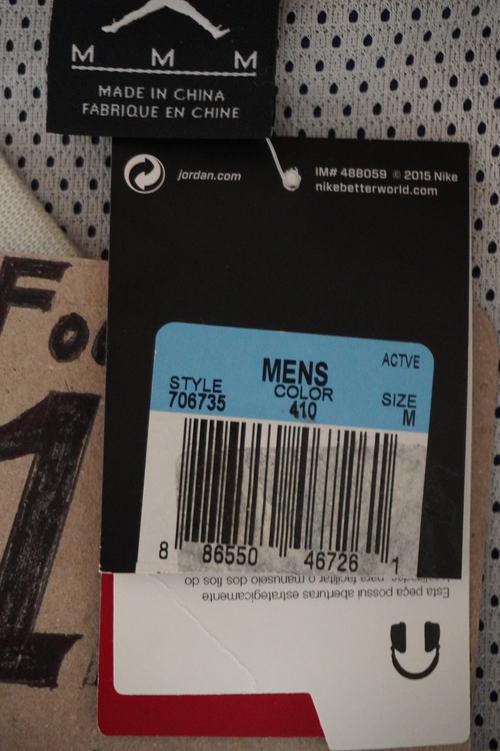 M M M
MADE IN CHINA
FABRIQUE EN CHINE
jordan.com
IM# 488059 © 2015 Nike
nikebetterworld.com
ACTVE
MENS
STYLE COLOR SIZE
706735 410 M
8 86550 46726 1
Esta peça possui aberturas estrategicamente
para facilitar o manuseio dos fios do
1